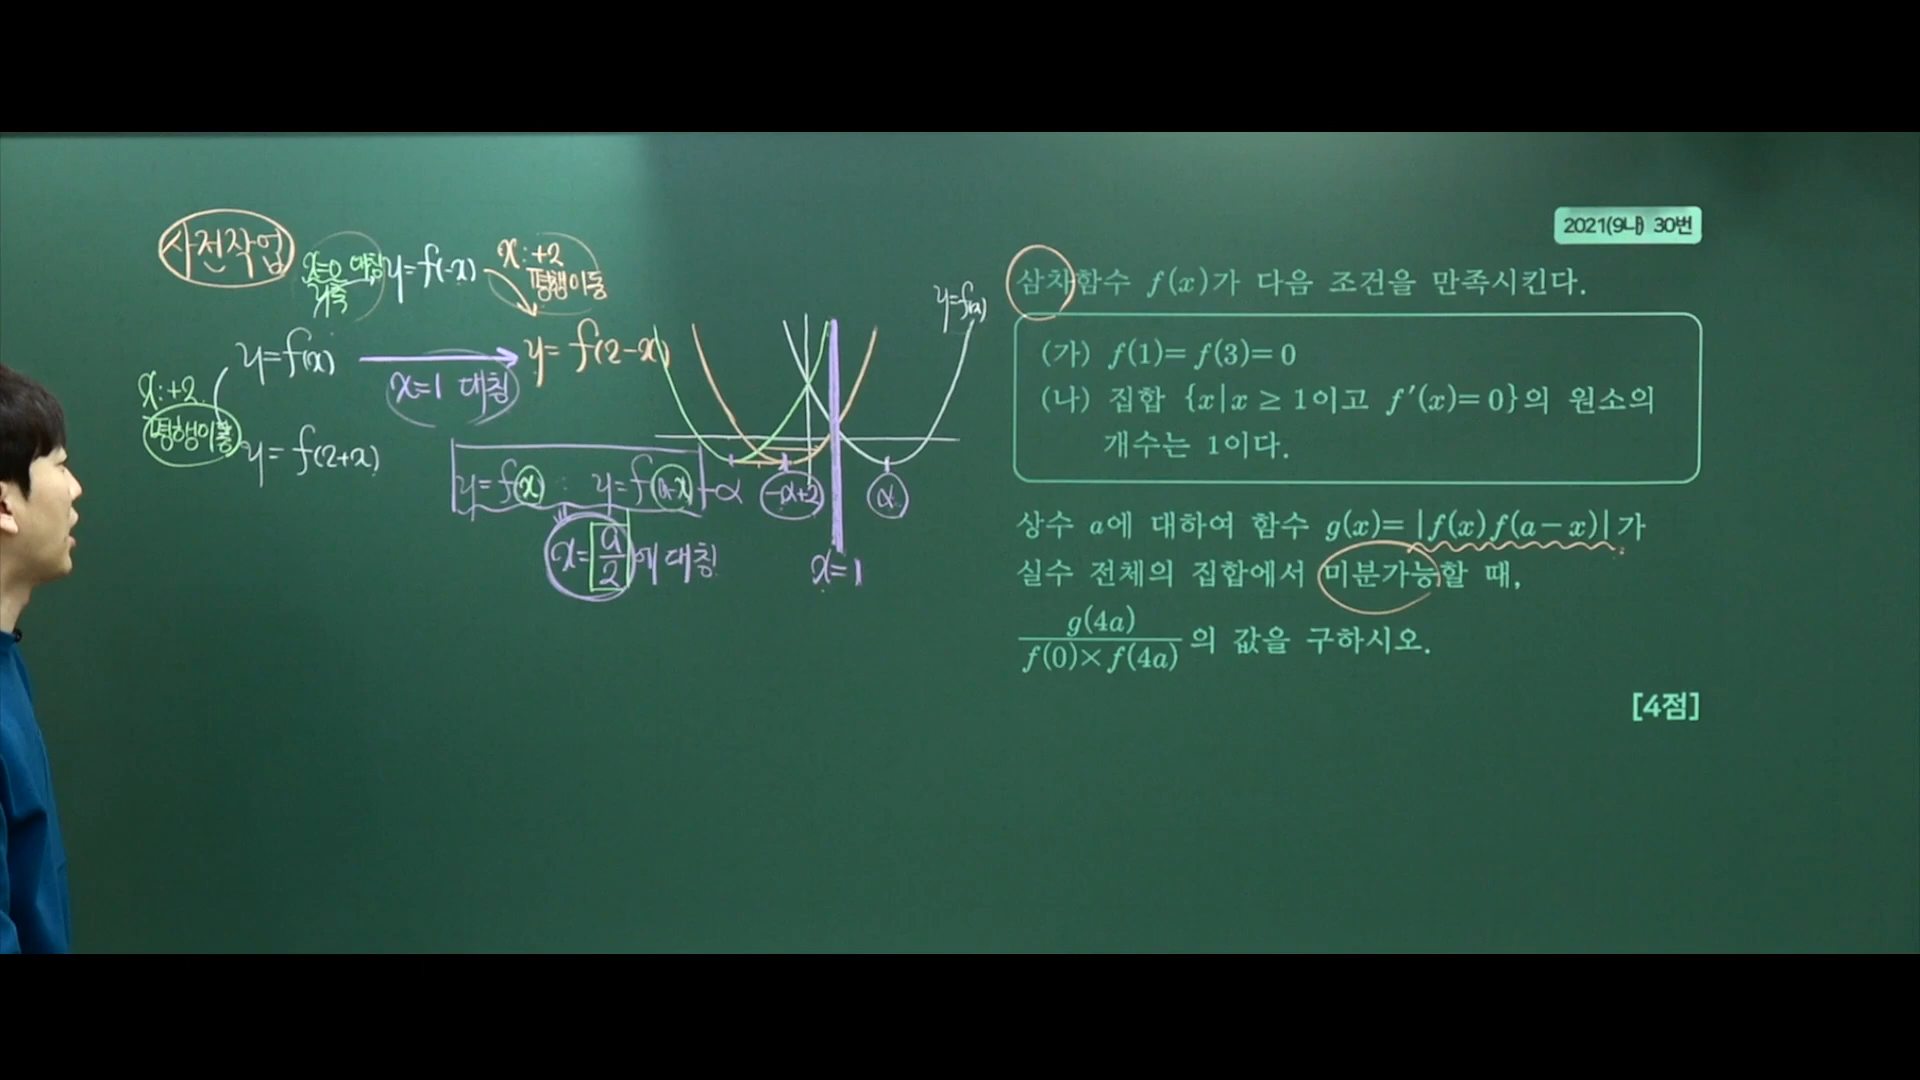 사전작업
x=0 대칭
y축
y=f(-x)
x: +2
평행이동
y=f(x)
x=1 대칭
y= f(2-x)
x: +2
평행이동
y= f(2+x)
y=f(x) : y=f(a-x)
x= a/2 에 대칭
y=f(x)
-α
-α+2
α
x=1
2021(9나) 30번
삼차함수 f(x)가 다음 조건을 만족시킨다.
(가) f(1)= f(3)= 0
(나) 집합 {x|x ≥ 1이고 f′(x)= 0}의 원소의
개수는 1이다.
상수 a에 대하여 함수 g(x)= |f(x)f(a-x)|가
실수 전체의 집합에서 미분가능할 때,
g(4a)
f(0)×f(4a) 의 값을 구하시오.
[4점]